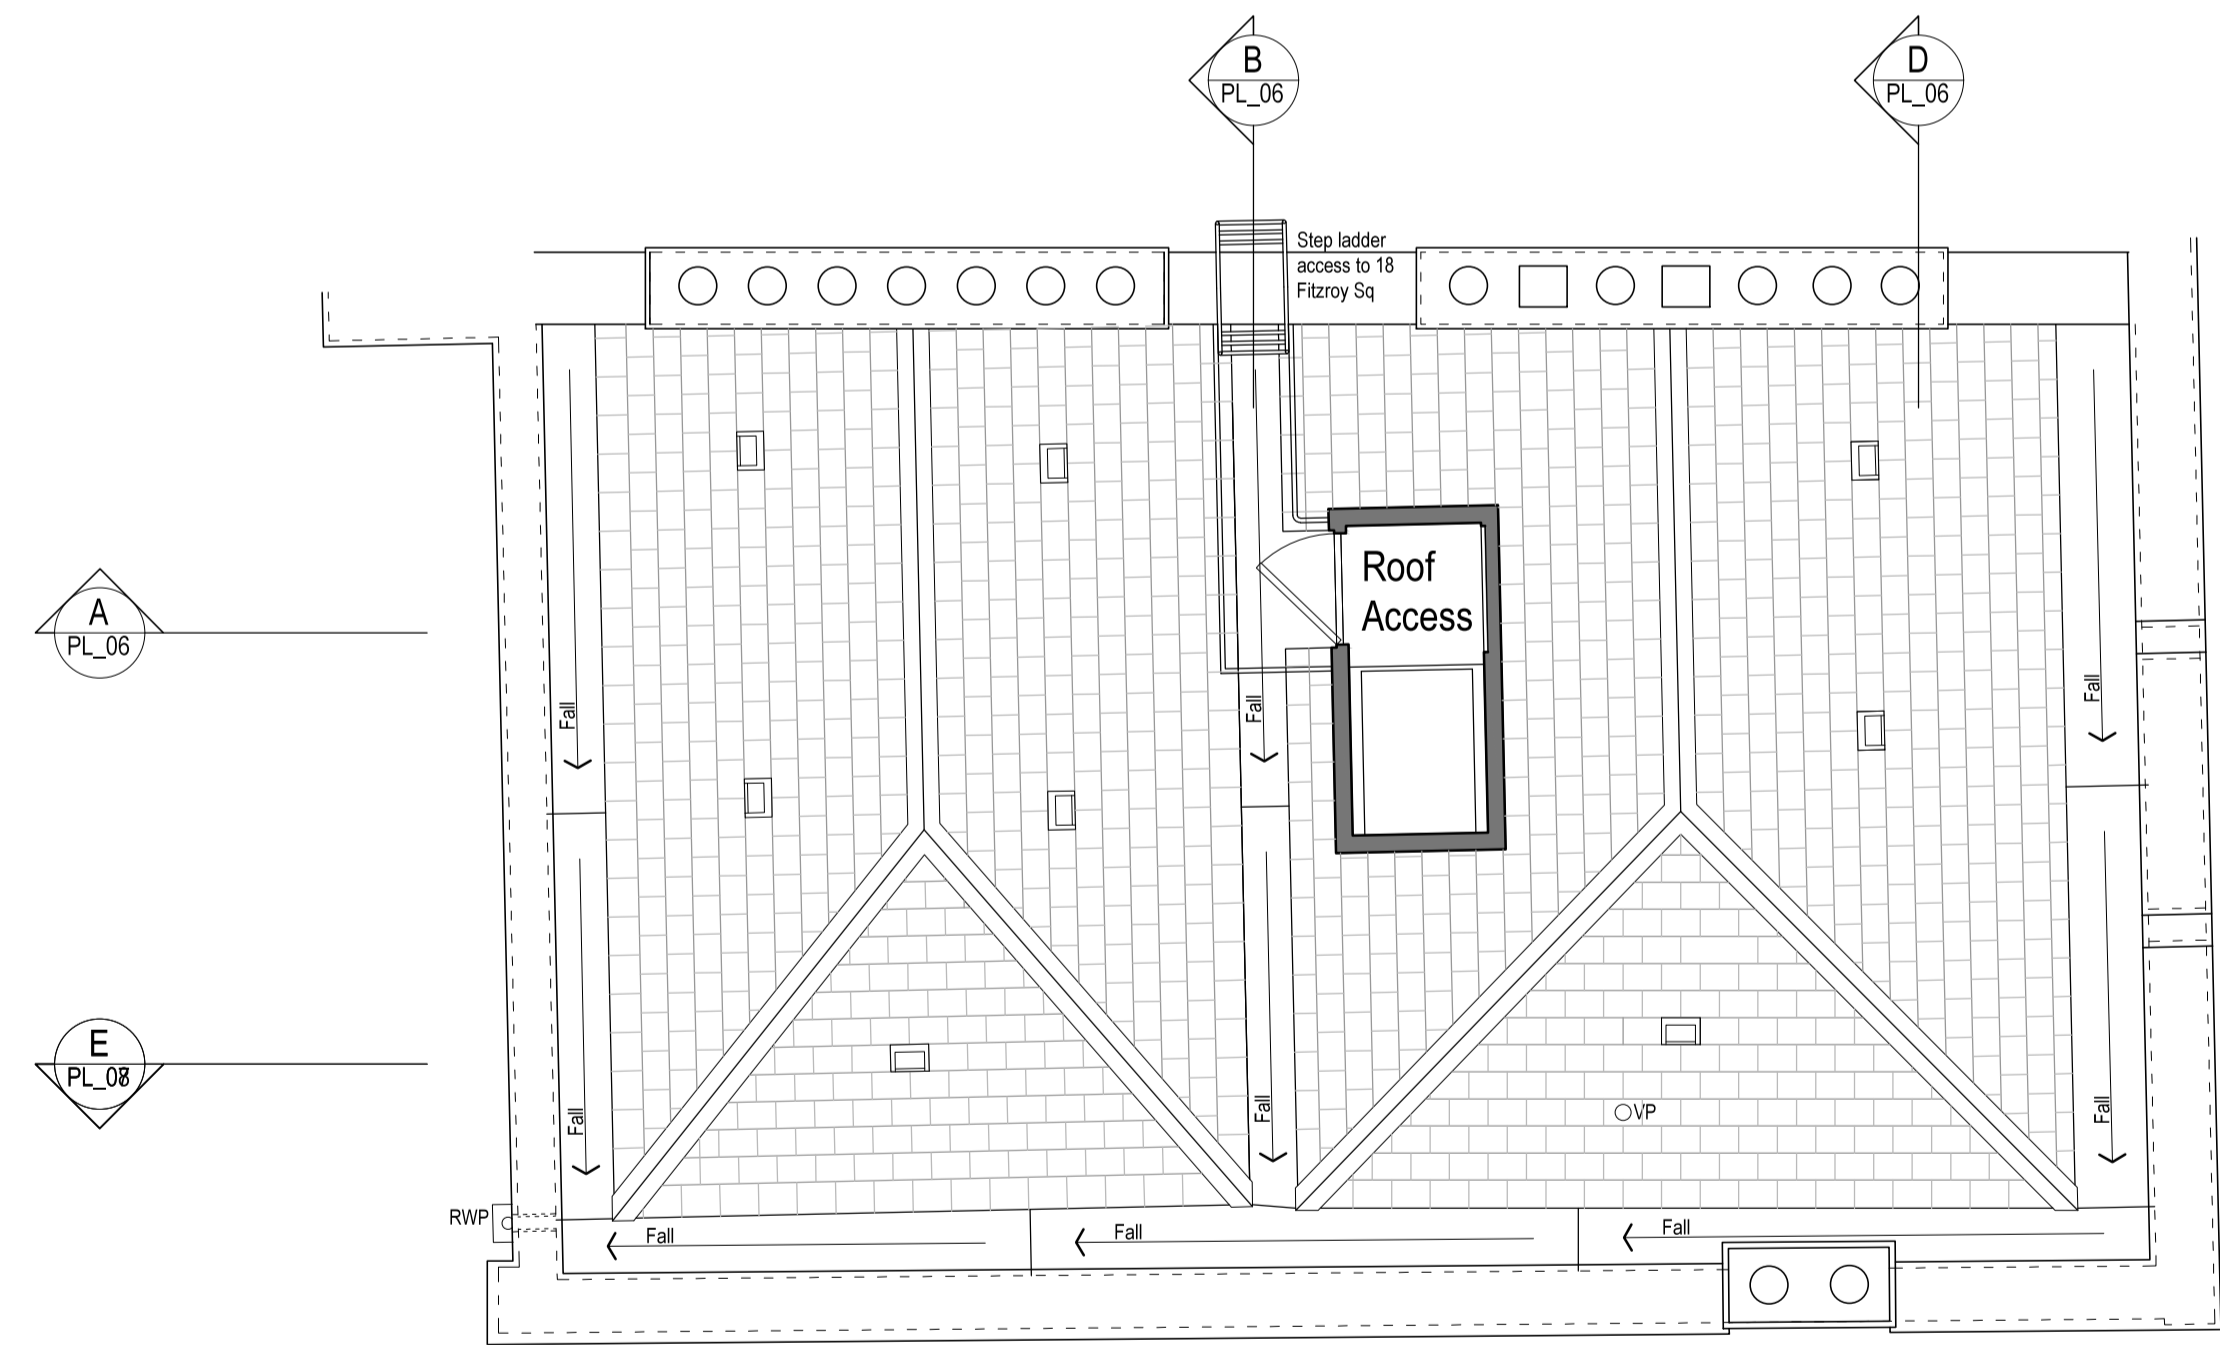 B
PL_06
D
PL_06
Step ladder
access to 18
Fitzroy Sq
Roof
Access
A
PL_06
Fall
Fall
Fall
E
Fall
Fall
Fall
VP
RWP
Fall
Fall
Fall